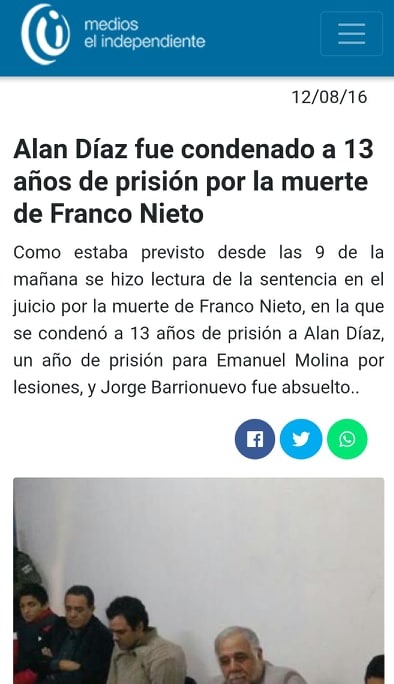 medios
el independiente
12/08/16
Alan Díaz fue condenado a 13
años de prisión por la muerte
de Franco Nieto
Como estaba previsto desde las 9 de la
mañana se hizo lectura de la sentencia en el
juicio por la muerte de Franco Nieto, en la que
se condenó a 13 años de prisión a Alan Díaz,
un año de prisión para Emanuel Molina por
lesiones, y Jorge Barrionuevo fue absuelto..